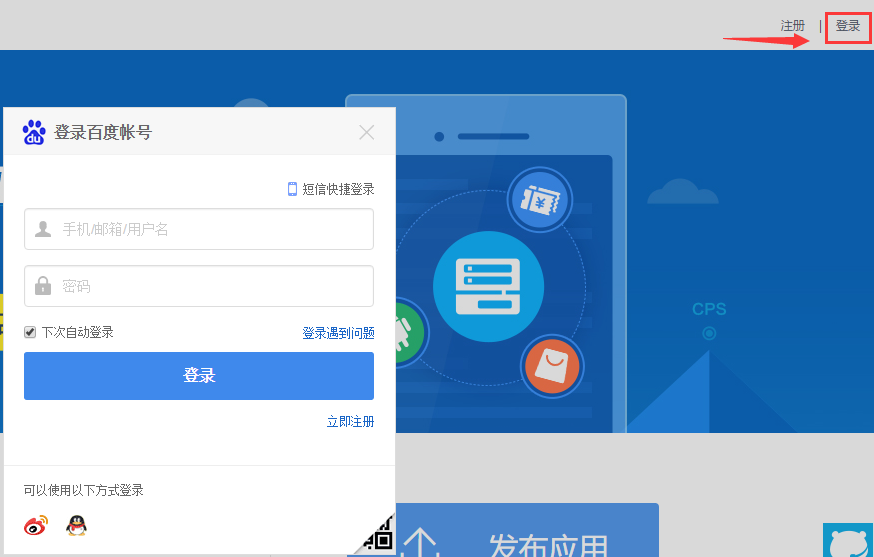 注册 | 登录
du 登录百度帐号
短信快捷登录
手机/邮箱/用户名
密码
下次自动登录 登录遇到问题
登录
立即注册
可以使用以下方式登录
¥
CPS
发布应用